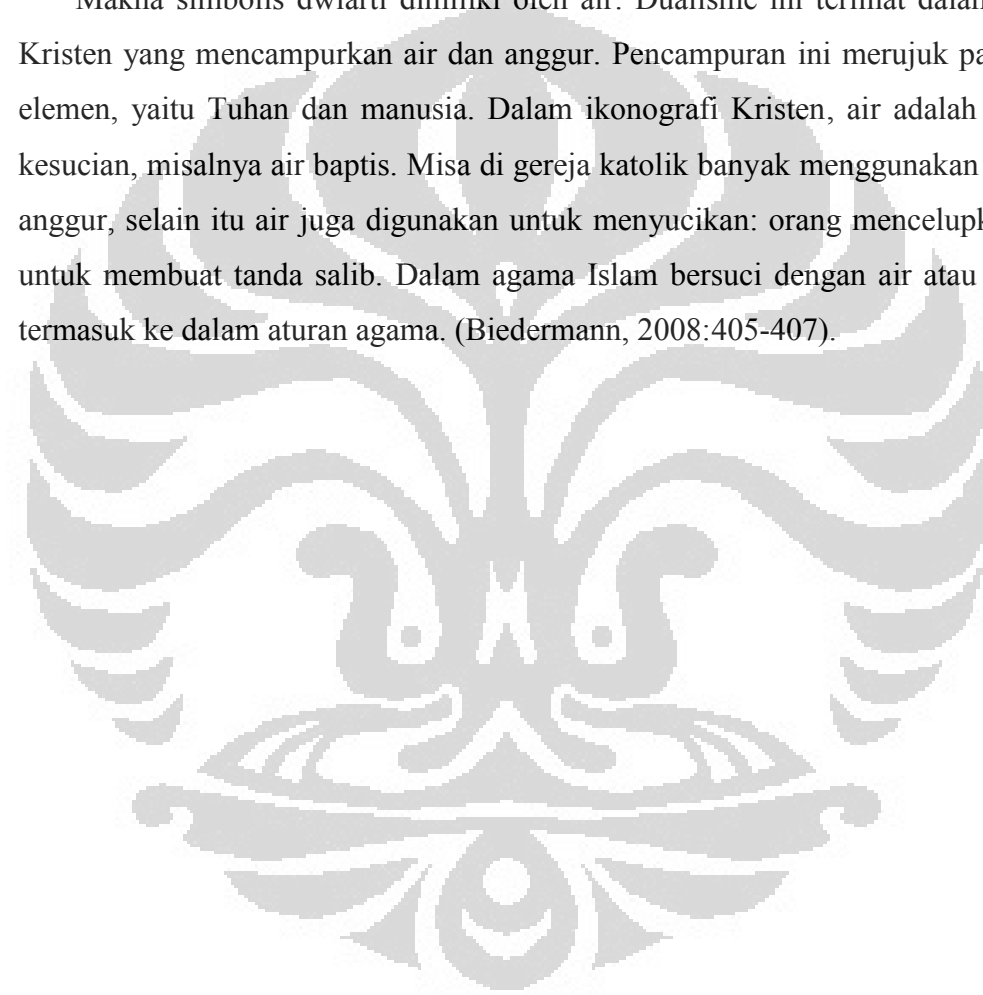 Makna simbolis dwiarti dimiliki oleh air. Dualisme ini terlihat dalam
Kristen yang mencampurkan air dan anggur. Pencampuran ini merujuk pa
elemen, yaitu Tuhan dan manusia. Dalam ikonografi Kristen, air adalah
kesucian, misalnya air baptis. Misa di gereja katolik banyak menggunakan
anggur, selain itu air juga digunakan untuk menyucikan: orang mencelupk
untuk membuat tanda salib. Dalam agama Islam bersuci dengan air atau
termasuk ke dalam aturan agama. (Biedermann, 2008:405-407).